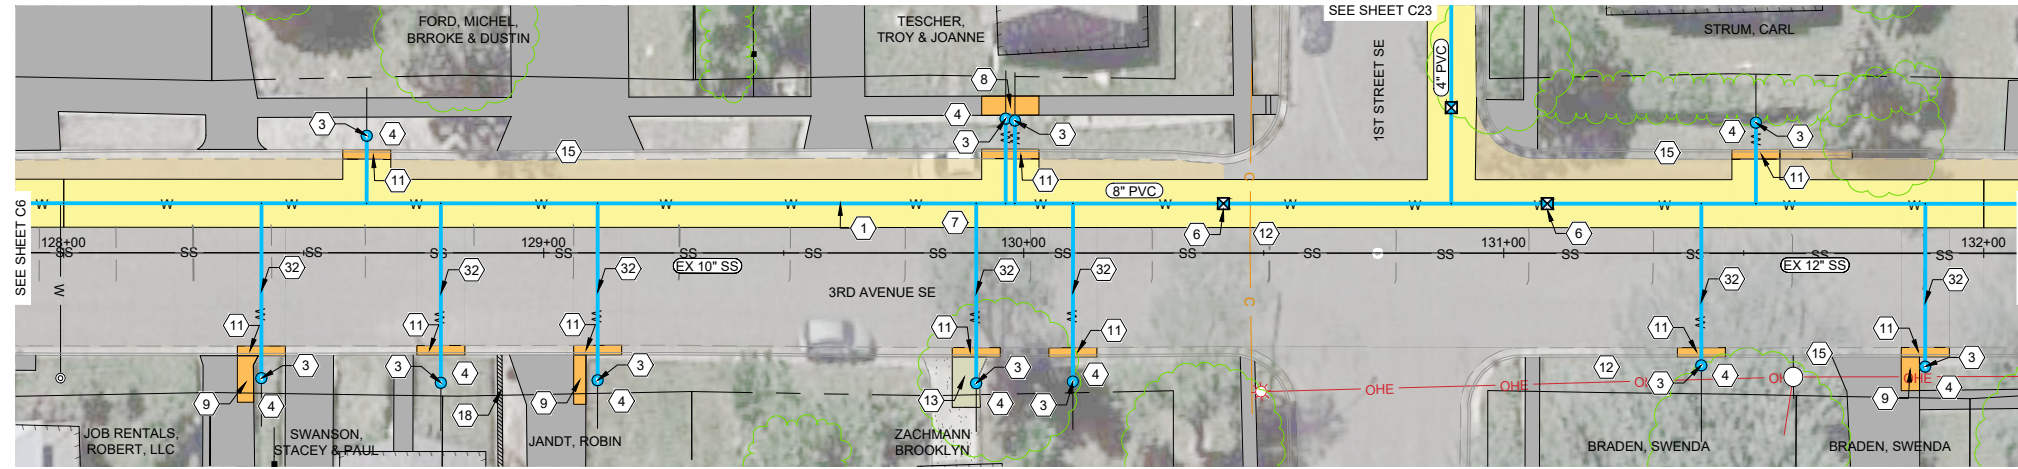 SEE SHEET C23
FORD, MICHEL,
BRROKE & DUSTIN
TESCHER,
TROY & JOANNE
STRUM, CARL
1ST STREET SE
4" PVC
8
4
3
3
4
3
4
3
15
15
11
11
11
8" PVC
W W W W W W W W W W W W W W W
SEE SHEET C6
1
7
6
12
6
128+00
129+00
130+00
131+00
132+00
SS SS SS SS SS SS SS SS SS SS SS SS SS SS SS SS
EX 10" SS
EX 12" SS
32
32
32
32
32
32
32
3RD AVENUE SE
W
C
C
11
11
11
11
11
11
11
3
3
3
3
3
3
3
4
4
4
4
4
4
4
12
15
9
18
9
13
9
OHE
OHE
OHE
JOB RENTALS,
ROBERT, LLC
SWANSON,
STACEY & PAUL
JANDT, ROBIN
ZACHMANN
BROOKLYN
BRADEN, SWENDA
BRADEN, SWENDA